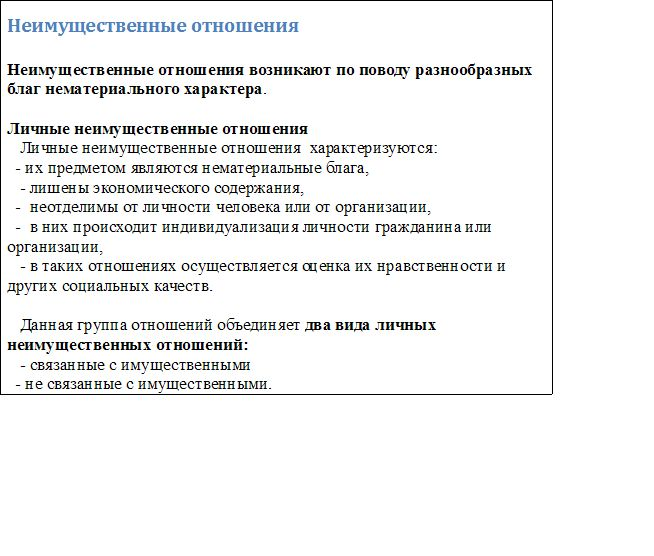 Неимущественные отношения
Неимущественные отношения возникают по поводу разнообразных
благ нематериального характера.
Личные неимущественные отношения
Личные неимущественные отношения  характеризуются:
- их предметом являются нематериальные блага,
- лишены экономического содержания,
-  неотделимы от личности человека или от организации,
-  в них происходит индивидуализация личности гражданина или
организации,
- в таких отношениях осуществляется оценка их нравственности и
других социальных качеств.
Данная группа отношений объединяет два вида личных
неимущественных отношений:
- связанные с имущественными
- не связанные с имущественными.